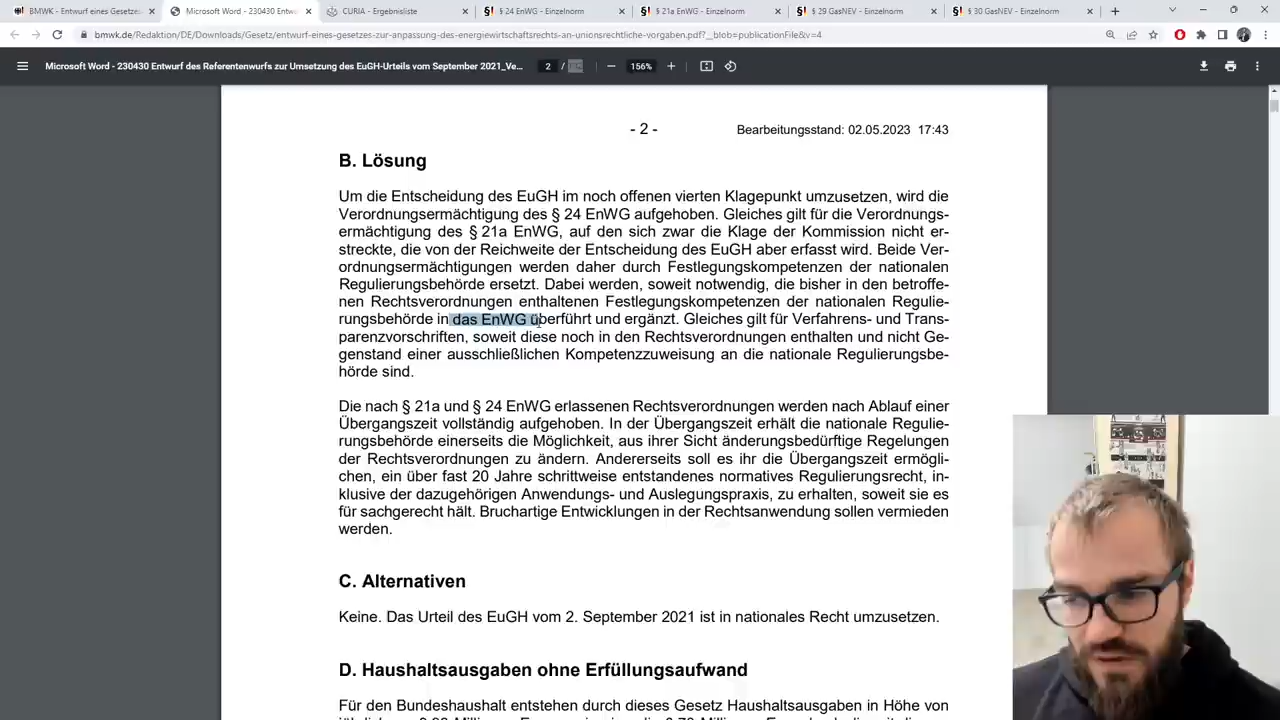 BMWK - Entwurf eines Gesetzes
Microsoft Word - 230430 Entwu
CURIA - Ergebnisliste
§ 24 EnWG - Einzelnorm
§ 21a EnWG - Einzelnorm
§ 29 GasNEV - Einzelnorm
§ 30 GasNEV - Einzelnorm
bmwk.de/Redaktion/DE/Downloads/Gesetz/entwurf-eines-gesetzes-zur-anpassung-des-energiewirtschaftsrechts-an-unionsrechtliche-vorgaben.pdf?__blob=publicationFile&v=4
Microsoft Word - 230430 Entwurf des Referentenwurfs zur Umsetzung des EuGH-Urteils vom September 2021_Ve...
2 /
156%
- 2 -
Bearbeitungsstand: 02.05.2023 17:43
B. Lösung
Um die Entscheidung des EuGH im noch offenen vierten Klagepunkt umzusetzen, wird die
Verordnungsermächtigung des § 24 EnWG aufgehoben. Gleiches gilt für die Verordnungs-
ermächtigung des § 21a EnWG, auf den sich zwar die Klage der Kommission nicht er-
streckte, die von der Reichweite der Entscheidung des EuGH aber erfasst wird. Beide Ver-
ordnungsermächtigungen werden daher durch Festlegungskompetenzen der nationalen
Regulierungsbehörde ersetzt. Dabei werden, soweit notwendig, die bisher in den betroffe-
nen Rechtsverordnungen enthaltenen Festlegungskompetenzen der nationalen Regulie-
rungsbehörde in das EnWG überführt und ergänzt. Gleiches gilt für Verfahrens- und Trans-
parenzvorschriften, soweit diese noch in den Rechtsverordnungen enthalten und nicht Ge-
genstand einer ausschließlichen Kompetenzzuweisung an die nationale Regulierungsbe-
hörde sind.
Die nach § 21a und § 24 EnWG erlassenen Rechtsverordnungen werden nach Ablauf einer
Übergangszeit vollständig aufgehoben. In der Übergangszeit erhält die nationale Regulie-
rungsbehörde einerseits die Möglichkeit, aus ihrer Sicht änderungsbedürftige Regelungen
der Rechtsverordnungen zu ändern. Andererseits soll es ihr die Übergangszeit ermögli-
chen, ein über fast 20 Jahre schrittweise entstandenes normatives Regulierungsrecht, in-
klusive der dazugehörigen Anwendungs- und Auslegungspraxis, zu erhalten, soweit sie es
für sachgerecht hält. Bruchartige Entwicklungen in der Rechtsanwendung sollen vermieden
werden.
C. Alternativen
Keine. Das Urteil des EuGH vom 2. September 2021 ist in nationales Recht umzusetzen.
D. Haushaltsausgaben ohne Erfüllungsaufwand
Für den Bundeshaushalt entstehen durch dieses Gesetz Haushaltsausgaben in Höhe von